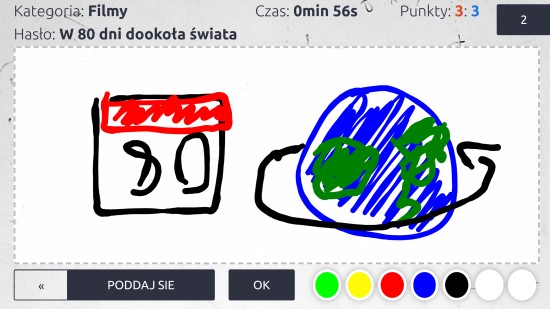 Kategoria: Filmy Czas: 0min 56s Punkty: 3: 3 2
Hasło: W 80 dni dookoła świata
80
« PODDAJ SIE OK